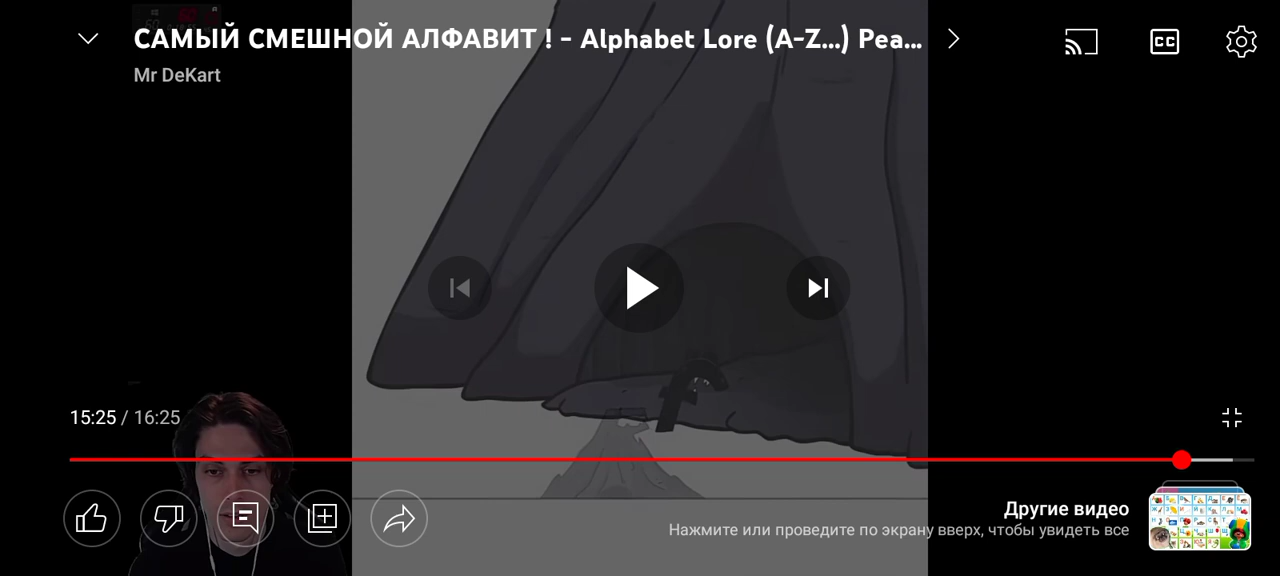 САМЫЙ СМЕШНОЙ АЛФАВИТ ! - Alphabet Lore (A-Z...) Pea...
CC
Mr DeKart
15:25 / 16:25
Другие видео
Нажмите или проведите по экрану вверх, чтобы увидеть все